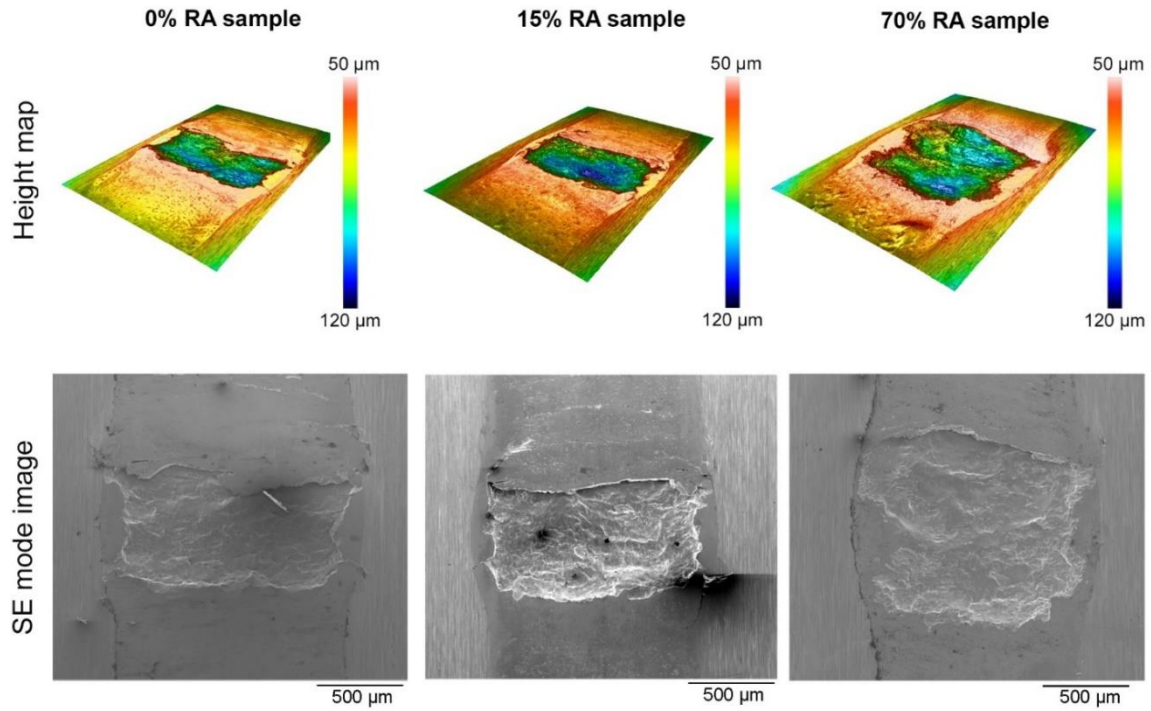 0% RA sample
15% RA sample
70% RA sample
Height map
50 µm
120 µm
50 µm
120 µm
50 µm
120 µm
SE mode image
500 µm
500 µm
500 µm